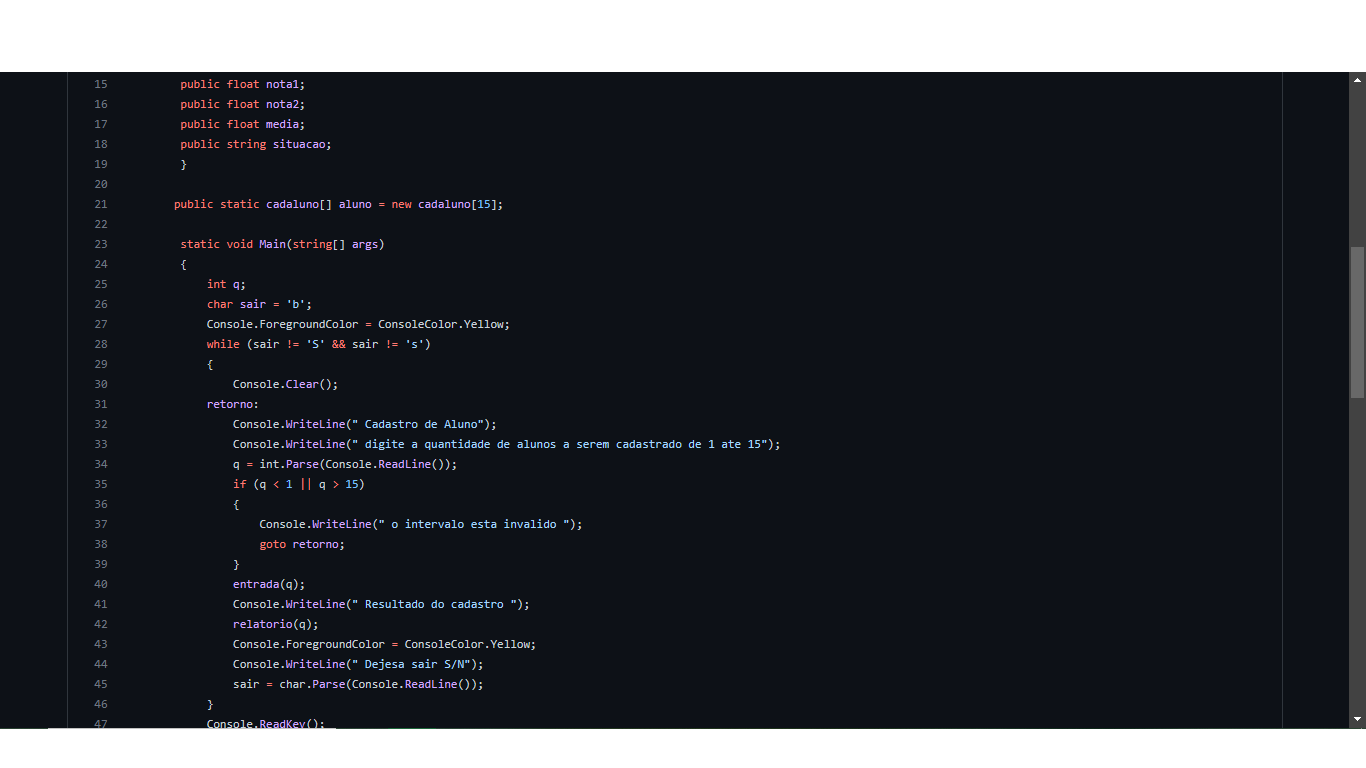 15 public float nota1;
16 public float nota2;
17 public float media;
18 public string situacao;
19 }
20
21 public static cadaluno[] aluno = new cadaluno[15];
22
23 static void Main(string[] args)
24 {
25 int q;
26 char sair = 'b';
27 Console.ForegroundColor = ConsoleColor.Yellow;
28 while (sair != 'S' && sair != 's')
29 {
30 Console.Clear();
31 retorno:
32 Console.WriteLine(" Cadastro de Aluno");
33 Console.WriteLine(" digite a quantidade de alunos a serem cadastrado de 1 ate 15");
34 q = int.Parse(Console.ReadLine());
35 if (q < 1 || q > 15)
36 {
37 Console.WriteLine(" o intervalo esta invalido ");
38 goto retorno;
39 }
40 entrada(q);
41 Console.WriteLine(" Resultado do cadastro ");
42 relatorio(q);
43 Console.ForegroundColor = ConsoleColor.Yellow;
44 Console.WriteLine(" Dejesa sair S/N");
45 sair = char.Parse(Console.ReadLine());
46 }
47 Console.ReadKey();